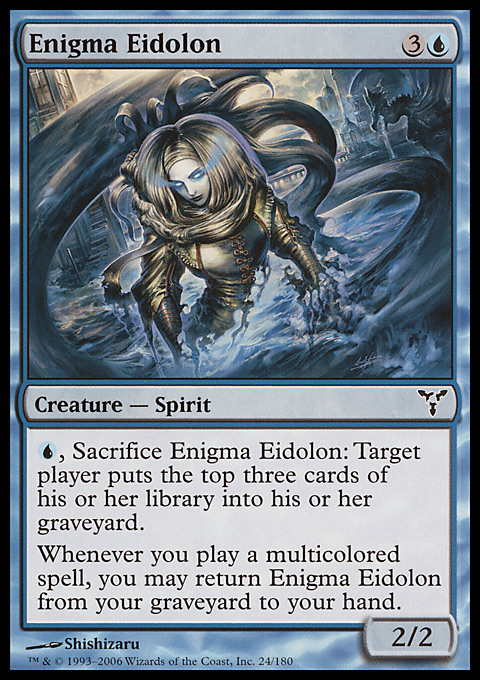 Enigma Eidolon 3
Creature — Spirit
, Sacrifice Enigma Eidolon: Target
player puts the top three cards of
his or her library into his or her
graveyard.
Whenever you play a multicolored
spell, you may return Enigma Eidolon
from your graveyard to your hand.
2/2
Shishizaru
™ & © 1993–2006 Wizards of the Coast, Inc. 24/180